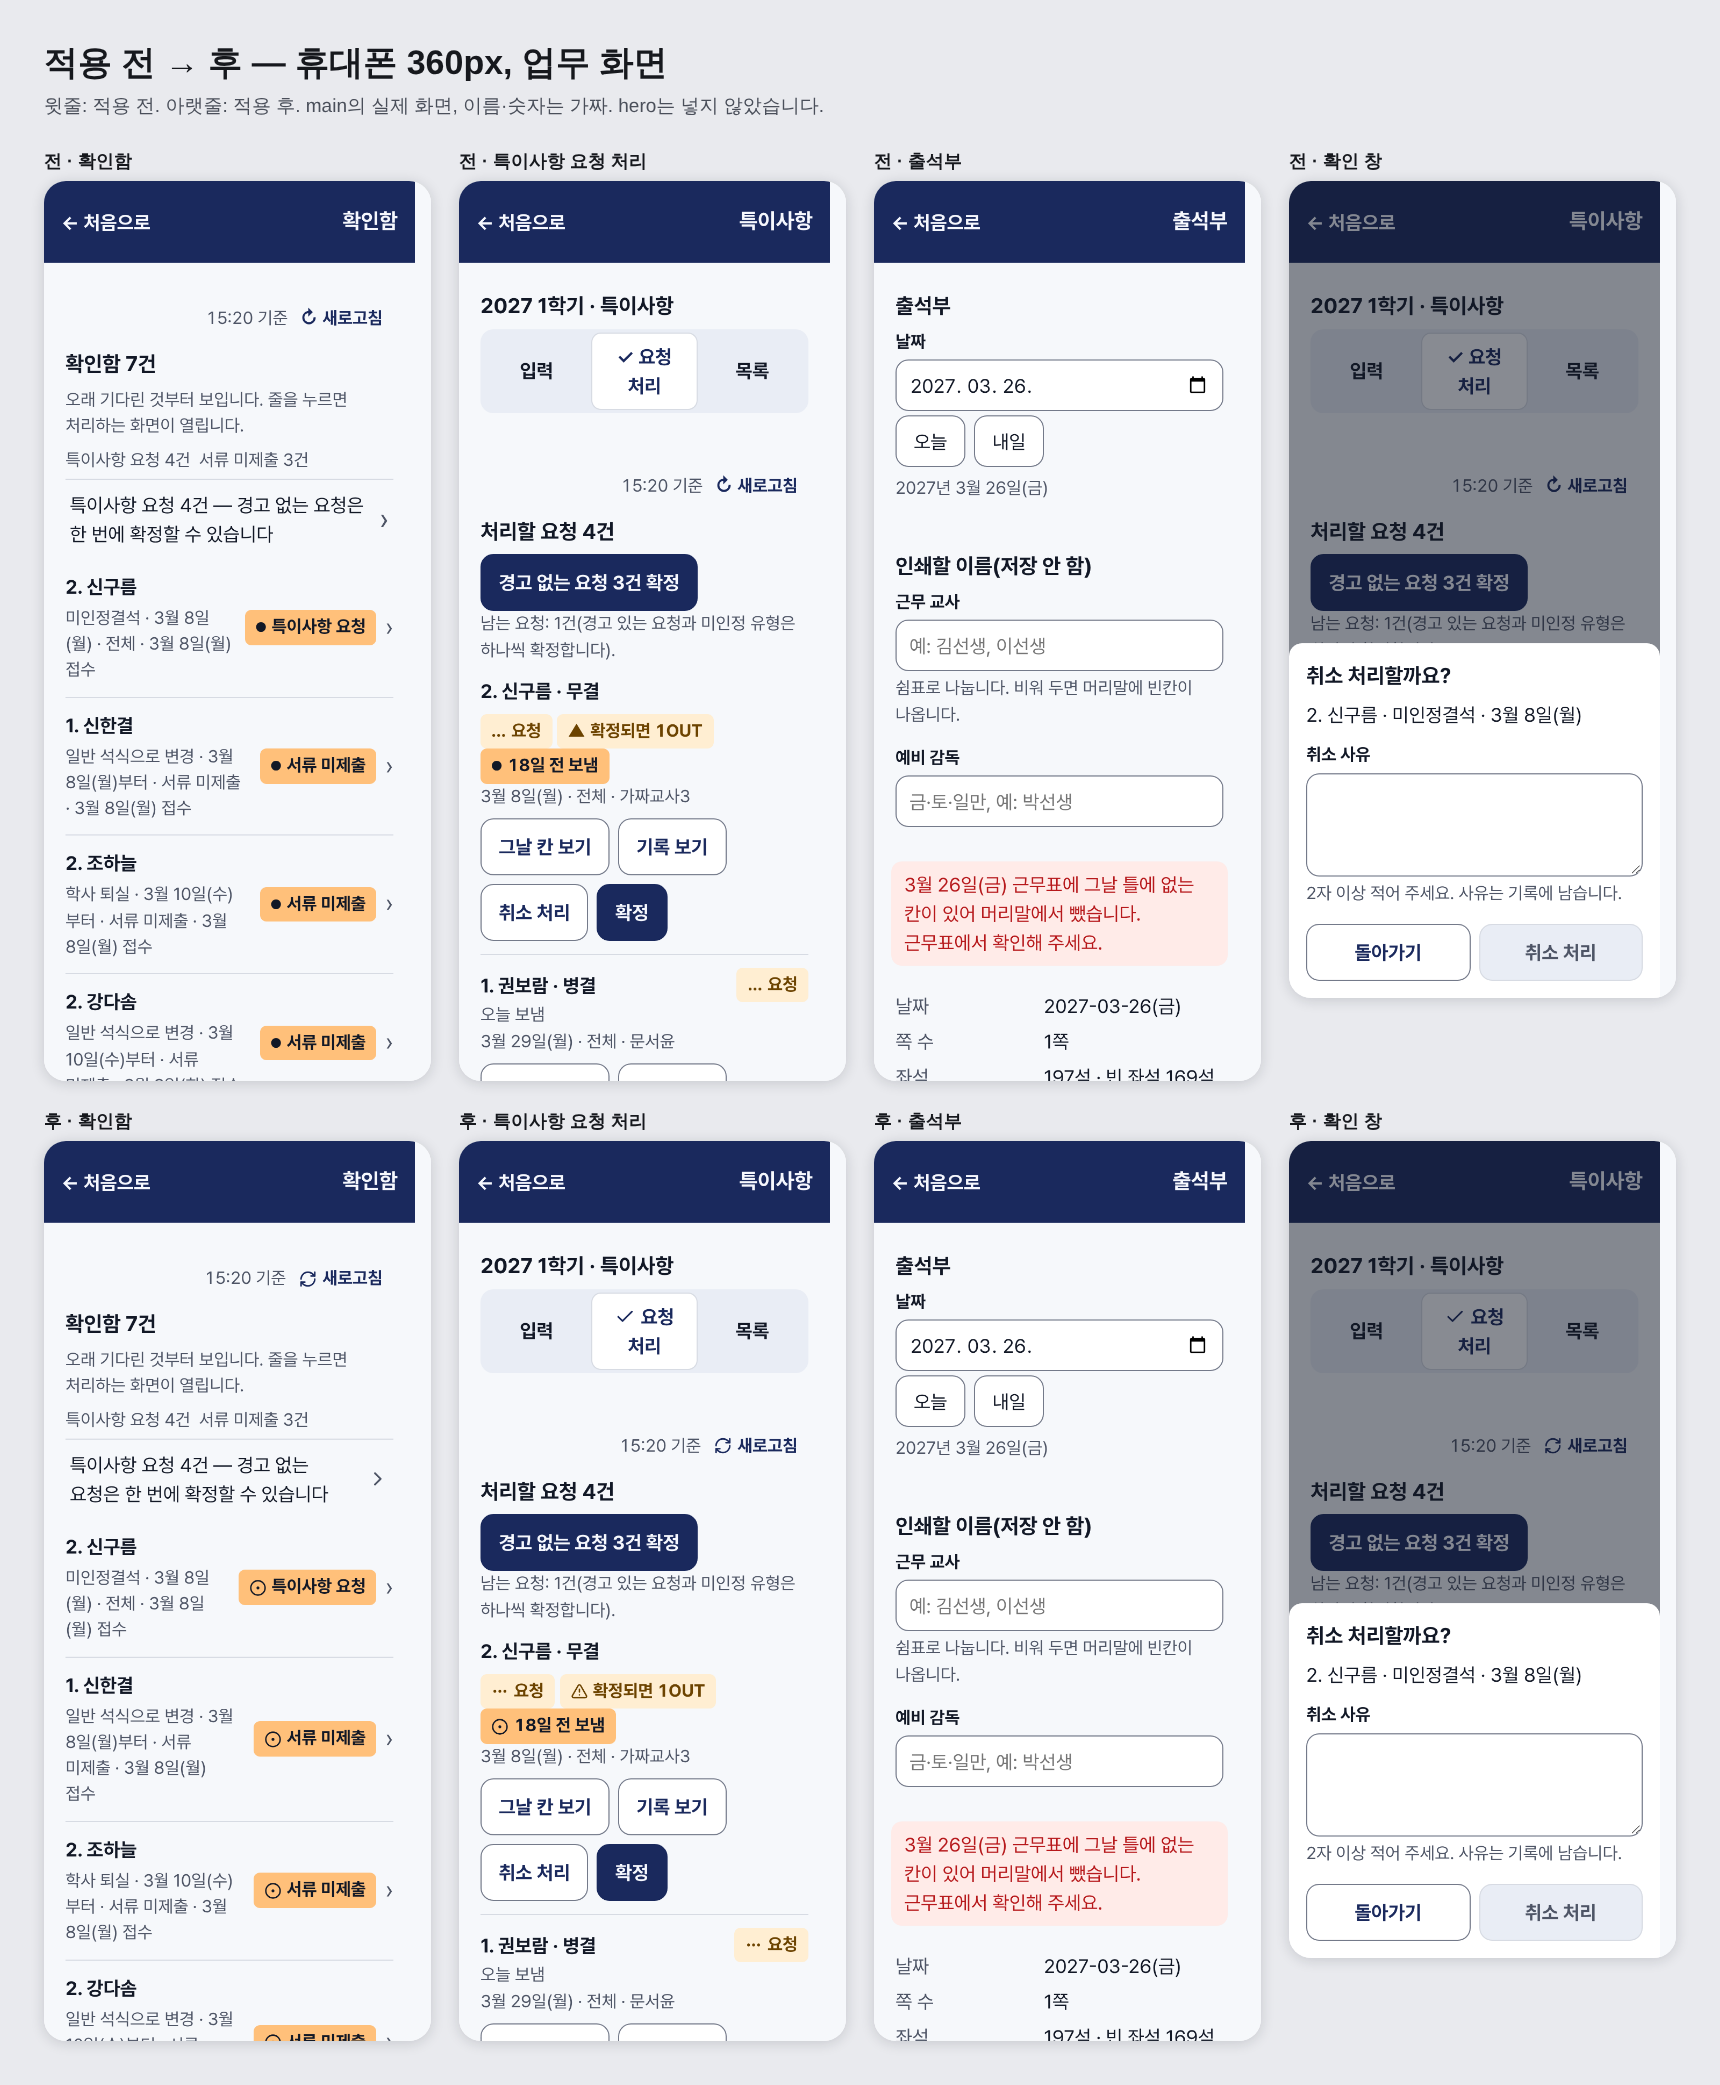 적용 전 → 후 — 휴대폰 360px, 업무 화면
윗줄: 적용 전. 아랫줄: 적용 후. main의 실제 화면, 이름·숫자는 가짜. hero는 넣지 않았습니다.
전 · 확인함
← 처음으로 확인함
15:20 기준 새로고침
확인함 7건
오래 기다린 것부터 보입니다. 줄을 누르면
처리하는 화면이 열립니다.
특이사항 요청 4건 서류 미제출 3건
특이사항 요청 4건 — 경고 없는 요청은
한 번에 확정할 수 있습니다 ›
2. 신구름
미인정결석 · 3월 8일
(월) · 전체 · 3월 8일(월)
접수
● 특이사항 요청 ›
1. 신한결
일반 석식으로 변경 · 3월
8일(월)부터 · 서류 미제출
· 3월 8일(월) 접수
● 서류 미제출 ›
2. 조하늘
학사 퇴실 · 3월 10일(수)
부터 · 서류 미제출 · 3월
8일(월) 접수
● 서류 미제출 ›
2. 강다솜
일반 석식으로 변경 · 3월
10일(수)부터 · 서류
● 서류 미제출 ›
전 · 특이사항 요청 처리
← 처음으로 특이사항
2027 1학기 · 특이사항
입력
✓ 요청
처리
목록
15:20 기준 새로고침
처리할 요청 4건
경고 없는 요청 3건 확정
남는 요청: 1건(경고 있는 요청과 미인정 유형은
하나씩 확정합니다).
2. 신구름 · 무결
... 요청 ▲ 확정되면 1OUT
● 18일 전 보냄
3월 8일(월) · 전체 · 가짜교사3
그날 칸 보기 기록 보기
취소 처리 확정
1. 권보람 · 병결 ... 요청
오늘 보냄
3월 29일(월) · 전체 · 문서윤
전 · 출석부
← 처음으로 출석부
출석부
날짜
2027. 03. 26.
오늘 내일
2027년 3월 26일(금)
인쇄할 이름(저장 안 함)
근무 교사
예: 김선생, 이선생
쉼표로 나눕니다. 비워 두면 머리말에 빈칸이
나옵니다.
예비 감독
금·토·일만, 예: 박선생
3월 26일(금) 근무표에 그날 틀에 없는
칸이 있어 머리말에서 뺐습니다.
근무표에서 확인해 주세요.
날짜 2027-03-26(금)
쪽 수 1쪽
좌석 197석 · 빈 좌석 169석
전 · 확인 창
← 처음으로 특이사항
2027 1학기 · 특이사항
입력
✓ 요청
처리
목록
15:20 기준 새로고침
처리할 요청 4건
경고 없는 요청 3건 확정
남는 요청: 1건(경고 있는 요청과 미인정 유형은
취소 처리할까요?
2. 신구름 · 미인정결석 · 3월 8일(월)
취소 사유
2자 이상 적어 주세요. 사유는 기록에 남습니다.
돌아가기 취소 처리
후 · 확인함
← 처음으로 확인함
15:20 기준 새로고침
확인함 7건
오래 기다린 것부터 보입니다. 줄을 누르면
처리하는 화면이 열립니다.
특이사항 요청 4건 서류 미제출 3건
특이사항 요청 4건 — 경고 없는
요청은 한 번에 확정할 수 있습니다 ›
2. 신구름
미인정결석 · 3월 8일
(월) · 전체 · 3월 8일
(월) 접수
특이사항 요청 ›
1. 신한결
일반 석식으로 변경 · 3월
8일(월)부터 · 서류
미제출 · 3월 8일(월)
접수
서류 미제출 ›
2. 조하늘
학사 퇴실 · 3월 10일(수)
부터 · 서류 미제출 · 3월
8일(월) 접수
서류 미제출 ›
2. 강다솜
일반 석식으로 변경 · 3월
서류 미제출
후 · 특이사항 요청 처리
← 처음으로 특이사항
2027 1학기 · 특이사항
입력
✓ 요청
처리
목록
15:20 기준 새로고침
처리할 요청 4건
경고 없는 요청 3건 확정
남는 요청: 1건(경고 있는 요청과 미인정 유형은
하나씩 확정합니다).
2. 신구름 · 무결
··· 요청 ⚠ 확정되면 1OUT
18일 전 보냄
3월 8일(월) · 전체 · 가짜교사3
그날 칸 보기 기록 보기
취소 처리 확정
1. 권보람 · 병결 ··· 요청
오늘 보냄
3월 29일(월) · 전체 · 문서윤
후 · 출석부
← 처음으로 출석부
출석부
날짜
2027. 03. 26.
오늘 내일
2027년 3월 26일(금)
인쇄할 이름(저장 안 함)
근무 교사
예: 김선생, 이선생
쉼표로 나눕니다. 비워 두면 머리말에 빈칸이
나옵니다.
예비 감독
금·토·일만, 예: 박선생
3월 26일(금) 근무표에 그날 틀에 없는
칸이 있어 머리말에서 뺐습니다.
근무표에서 확인해 주세요.
날짜 2027-03-26(금)
쪽 수 1쪽
좌석 197석 · 빈 좌석 169석
후 · 확인 창
← 처음으로 특이사항
2027 1학기 · 특이사항
입력
✓ 요청
처리
목록
15:20 기준 새로고침
처리할 요청 4건
경고 없는 요청 3건 확정
남는 요청: 1건(경고 있는 요청과 미인정 유형은
취소 처리할까요?
2. 신구름 · 미인정결석 · 3월 8일(월)
취소 사유
2자 이상 적어 주세요. 사유는 기록에 남습니다.
돌아가기 취소 처리